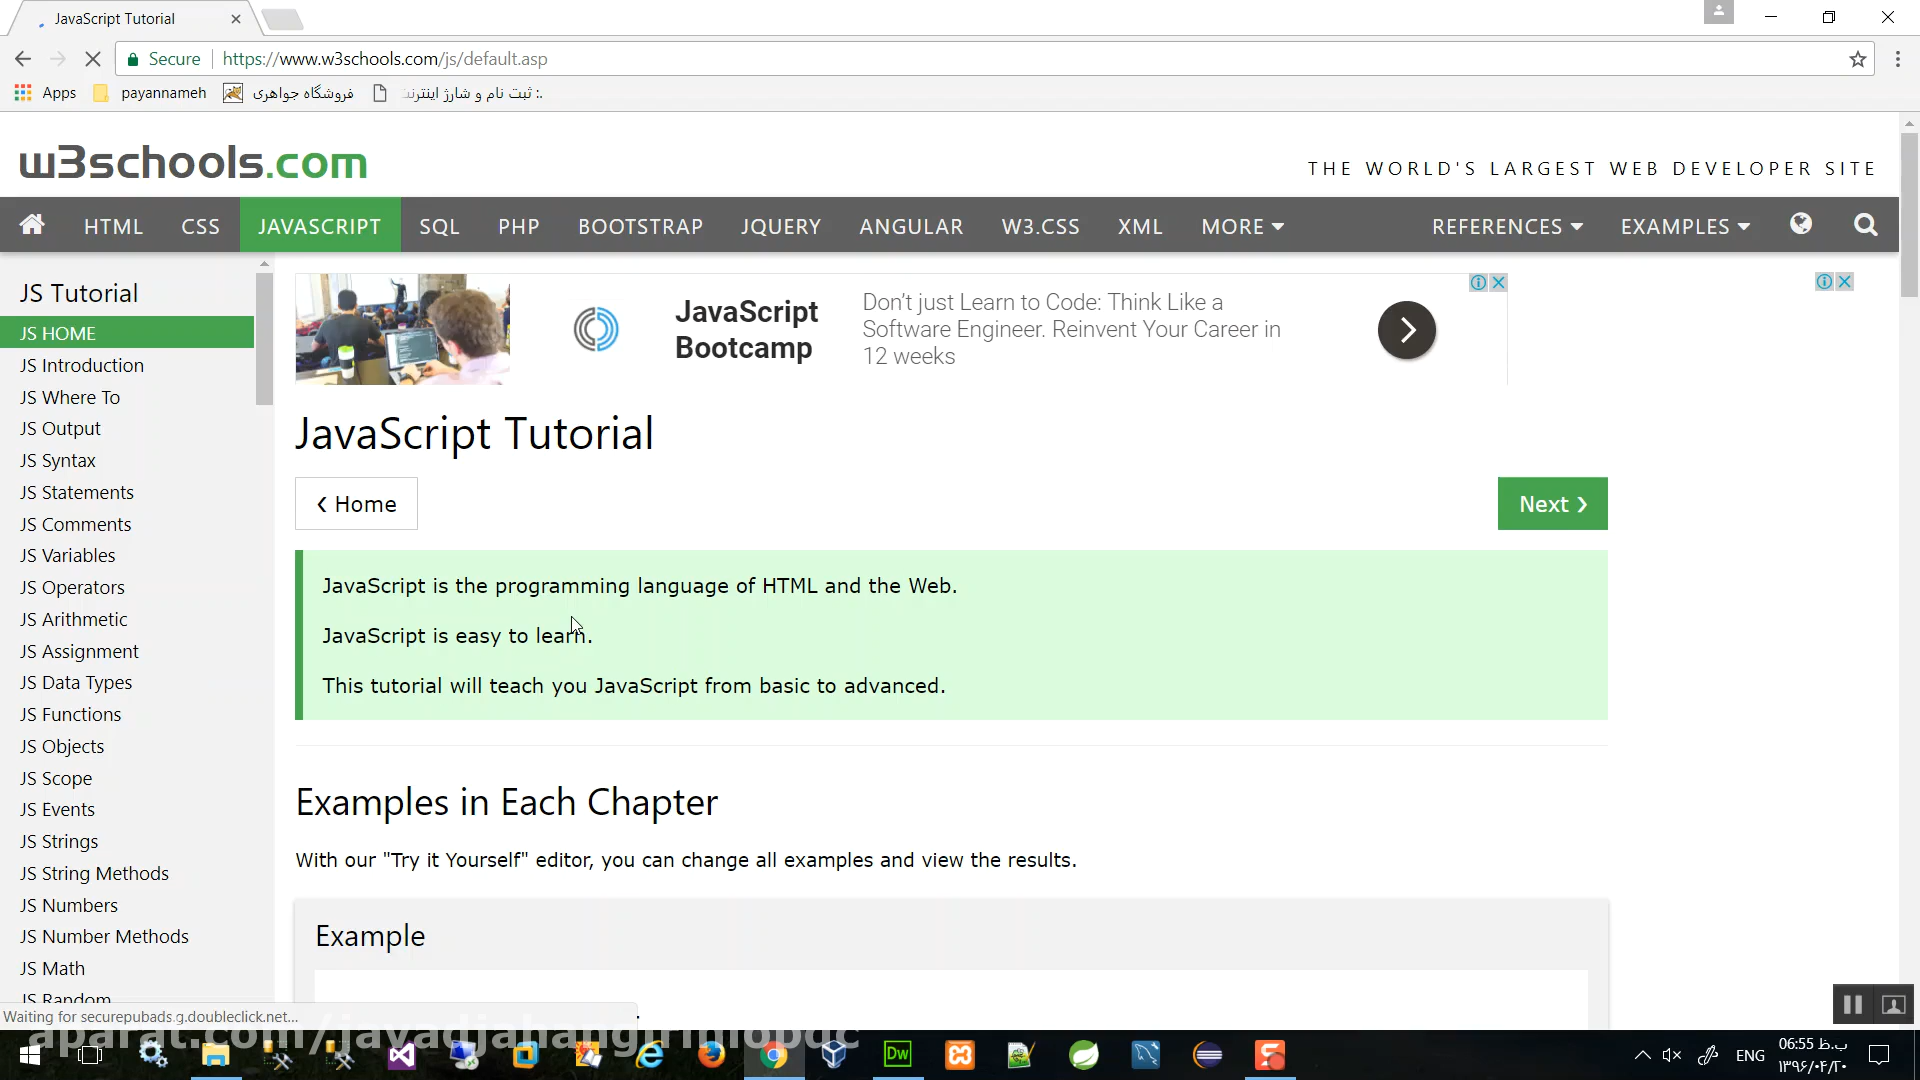 JavaScript Tutorial
Secure
https://www.w3schools.com/js/default.asp
Apps
payannameh
فروشگاه جواهری
ثبت نام و شارژ اینترنت :.
w3schools.com
THE WORLD'S LARGEST WEB DEVELOPER SITE
HTML CSS JAVASCRIPT SQL PHP BOOTSTRAP JQUERY ANGULAR W3.CSS XML MORE REFERENCES EXAMPLES
JS Tutorial
JS HOME
JS Introduction
JS Where To
JS Output
JS Syntax
JS Statements
JS Comments
JS Variables
JS Operators
JS Arithmetic
JS Assignment
JS Data Types
JS Functions
JS Objects
JS Scope
JS Events
JS Strings
JS String Methods
JS Numbers
JS Number Methods
JS Math
JS Random
JavaScript
Bootcamp
Don't just Learn to Code: Think Like a
Software Engineer. Reinvent Your Career in
12 weeks
JavaScript Tutorial
❮ Home
Next ❯
JavaScript is the programming language of HTML and the Web.
JavaScript is easy to learn.
This tutorial will teach you JavaScript from basic to advanced.
Examples in Each Chapter
With our "Try it Yourself" editor, you can change all examples and view the results.
Example
Waiting for securepubads.g.doubleclick.net...
Dw
ENG
06:55 ب.ظ
۱۳۹۶/۰۴/۲۰